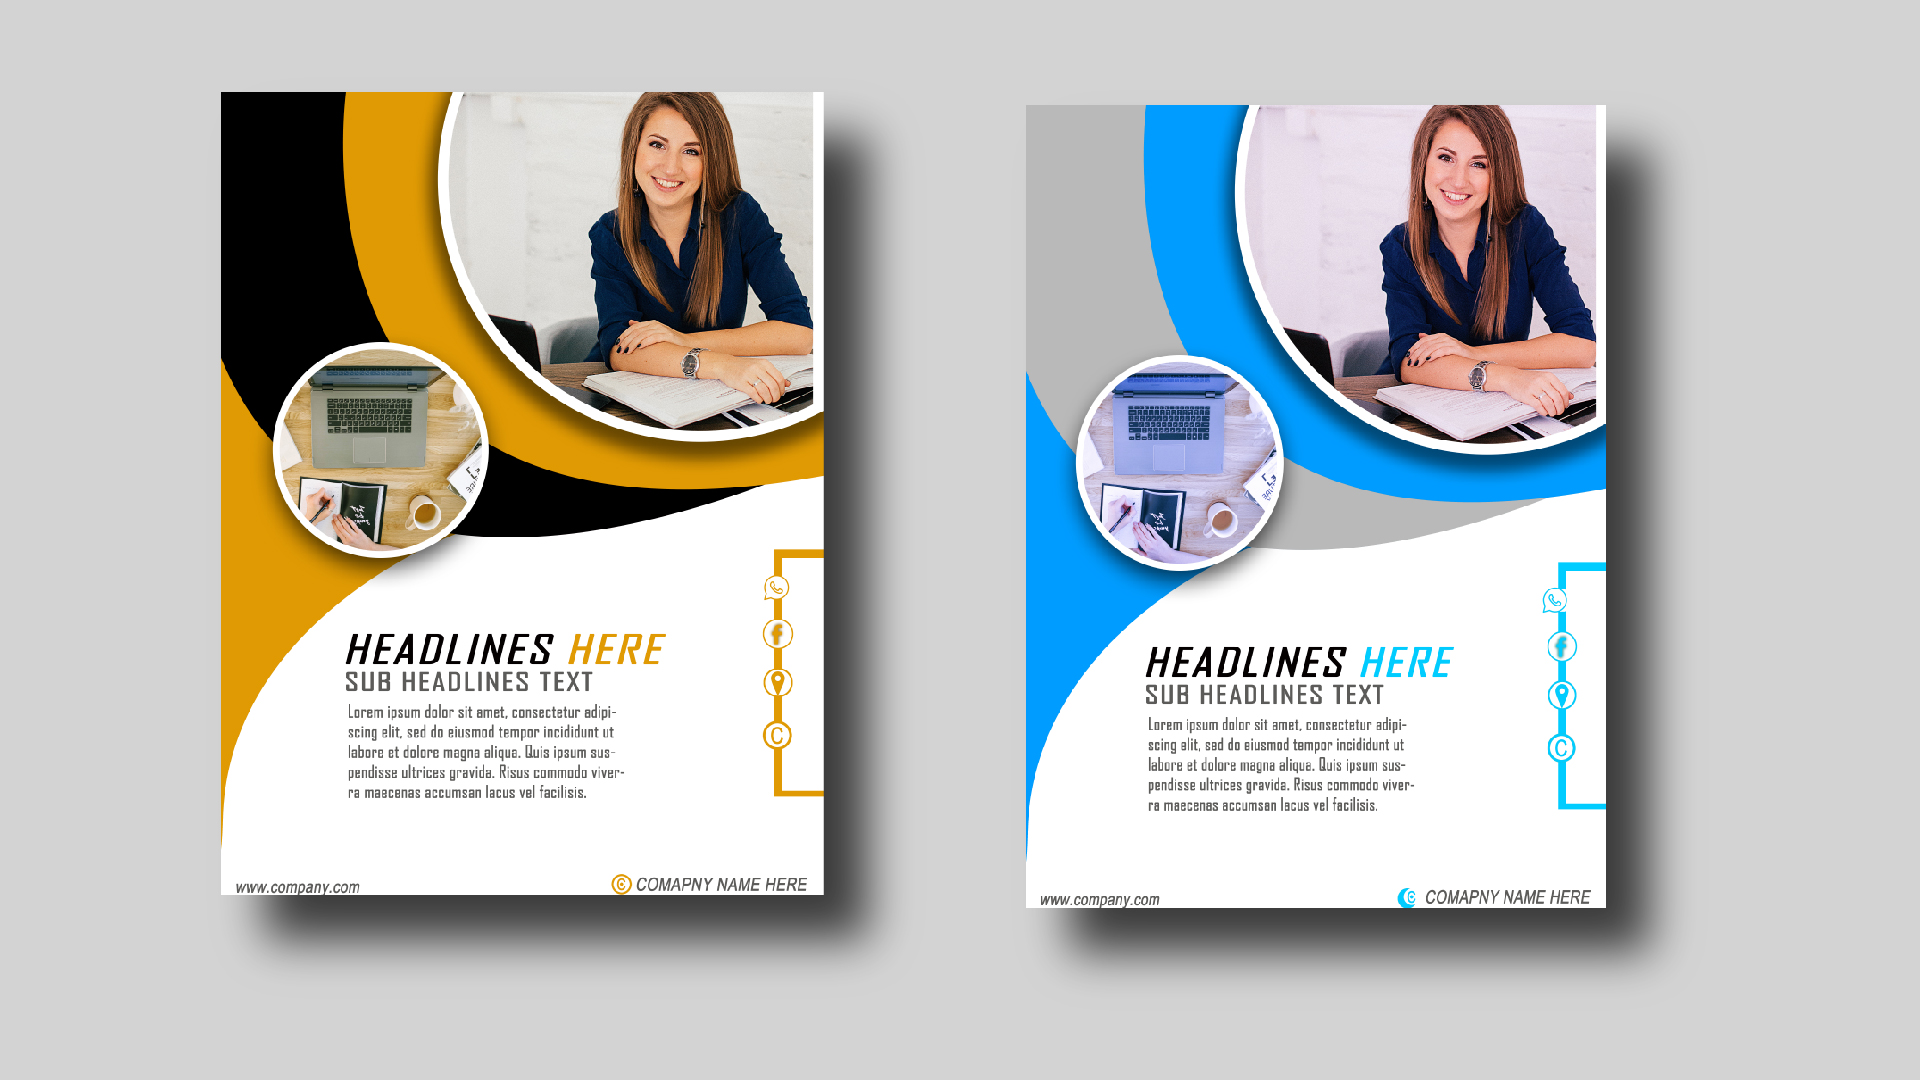 HEADLINES HERE
SUB HEADLINES TEXT
Lorem ipsum dolor sit amet, consectetur adipi-
scing elit, sed do eiusmod tempor incididunt ut
labore et dolore magna aliqua. Quis ipsum sus-
pendisse ultrices gravida. Risus commodo viver-
ra maecenas accumsan lacus vel facilisis.
f
C
www.company.com
C COMAPNY NAME HERE
HEADLINES HERE
SUB HEADLINES TEXT
Lorem ipsum dolor sit amet, consectetur adipi-
scing elit, sed do eiusmod tempor incididunt ut
labore et dolore magna aliqua. Quis ipsum sus-
pendisse ultrices gravida. Risus commodo viver-
ra maecenas accumsan lacus vel facilisis.
f
C
www.company.com
C COMAPNY NAME HERE